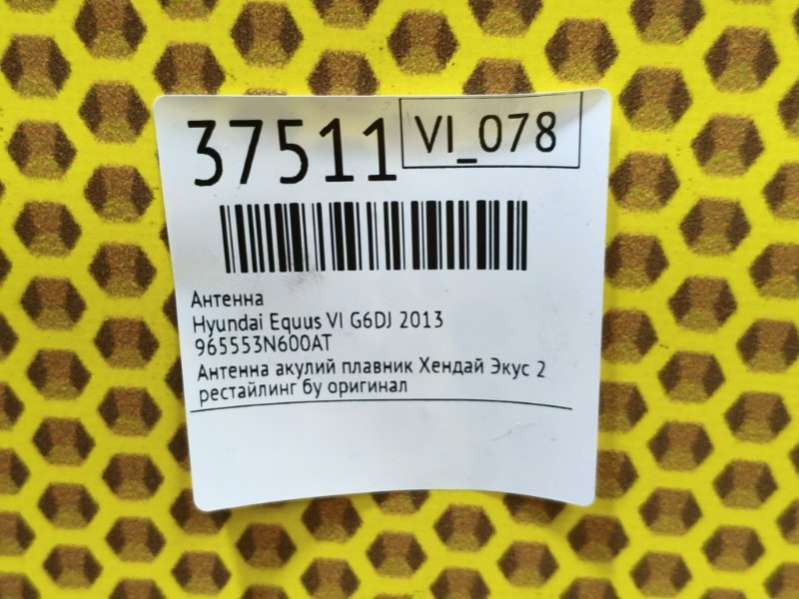 37511 VI_078
Антенна
Hyundai Equus VI G6DJ 2013
965553N600AT
Антенна акулий плавник Хендай Экус 2
рестайлинг бу оригинал